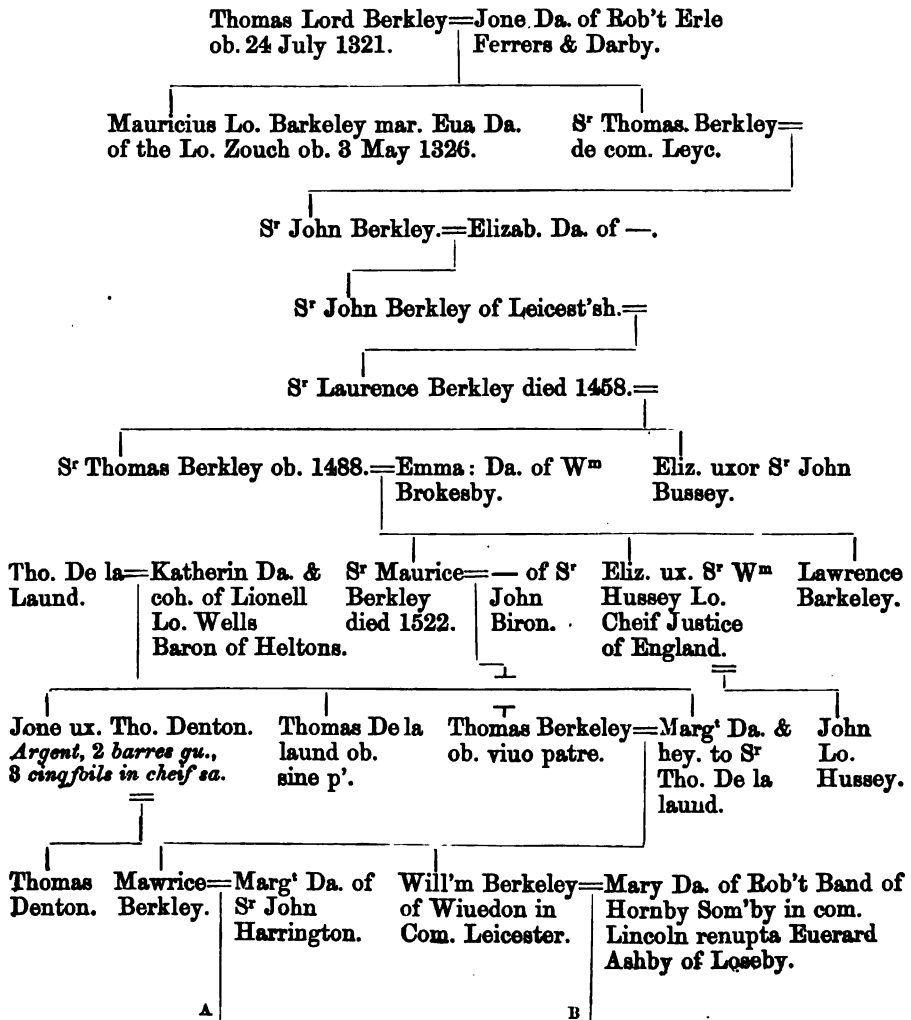 Thomas Lord Berkley=Jone Da. of Rob't Erle
ob. 24 July 1321. Ferrers & Darby.
Mauricius Lo. Barkeley mar. Eua Da.
of the Lo. Zouch ob. 3 May 1326.
Sʳ Thomas. Berkley=
de com. Leyc.
Sʳ John Berkley.=Elizab. Da. of —.
Sʳ John Berkley of Leicest'sh.=
Sʳ Laurence Berkley died 1458.=
Sʳ Thomas Berkley ob. 1488.=Emma: Da. of Wᵐ
Brokesby.
Eliz. uxor Sʳ John
Bussey.
Tho. De la=
Laund.
Katherin Da. &
coh. of Lionell
Lo. Wells
Baron of Heltons.
Sʳ Maurice=
Berkley
died 1522.
— of Sʳ
John
Biron.
Eliz. ux. Sʳ Wᵐ
Hussey Lo.
Cheif Justice
of England.
=
Lawrence
Barkeley.
Jone ux. Tho. Denton.
Argent, 2 barres gu.,
3 cinqfoils in cheif sa.
=
Thomas De la
laund ob.
sine p'.
Thomas Berkeley=
ob. viuo patre.
Margᵗ Da. &
hey. to Sʳ
Tho. De la
laund.
John
Lo.
Hussey.
Thomas
Denton.
Mawrice=
Berkley.
Margᵗ Da. of
Sʳ John
Harrington.
Will'm Berkeley=
of Wiuedon in
Com. Leicester.
Mary Da. of Rob't Band of
Hornby Som'by in com.
Lincoln renupta Euerard
Ashby of Loseby.
A
B